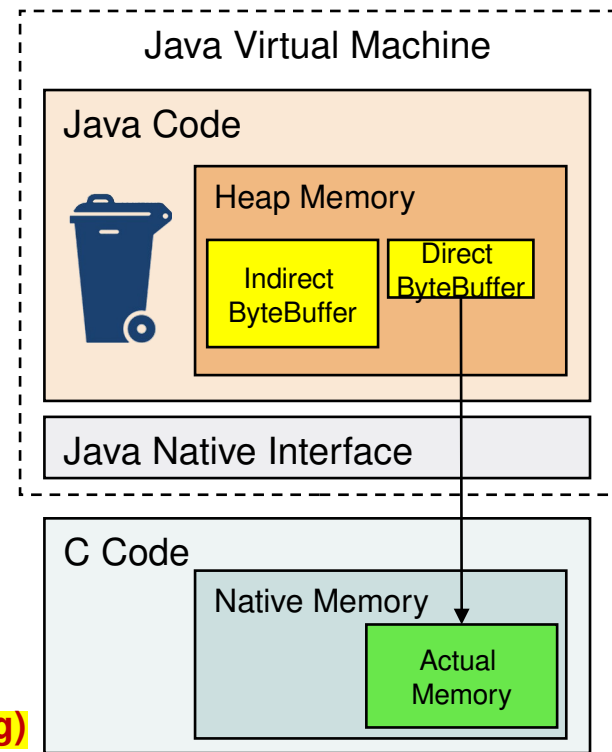 Java Virtual Machine
Java Code
Heap Memory
Indirect
ByteBuffer
Direct
ByteBuffer
Java Native Interface
C Code
Native Memory
Actual
Memory
g)